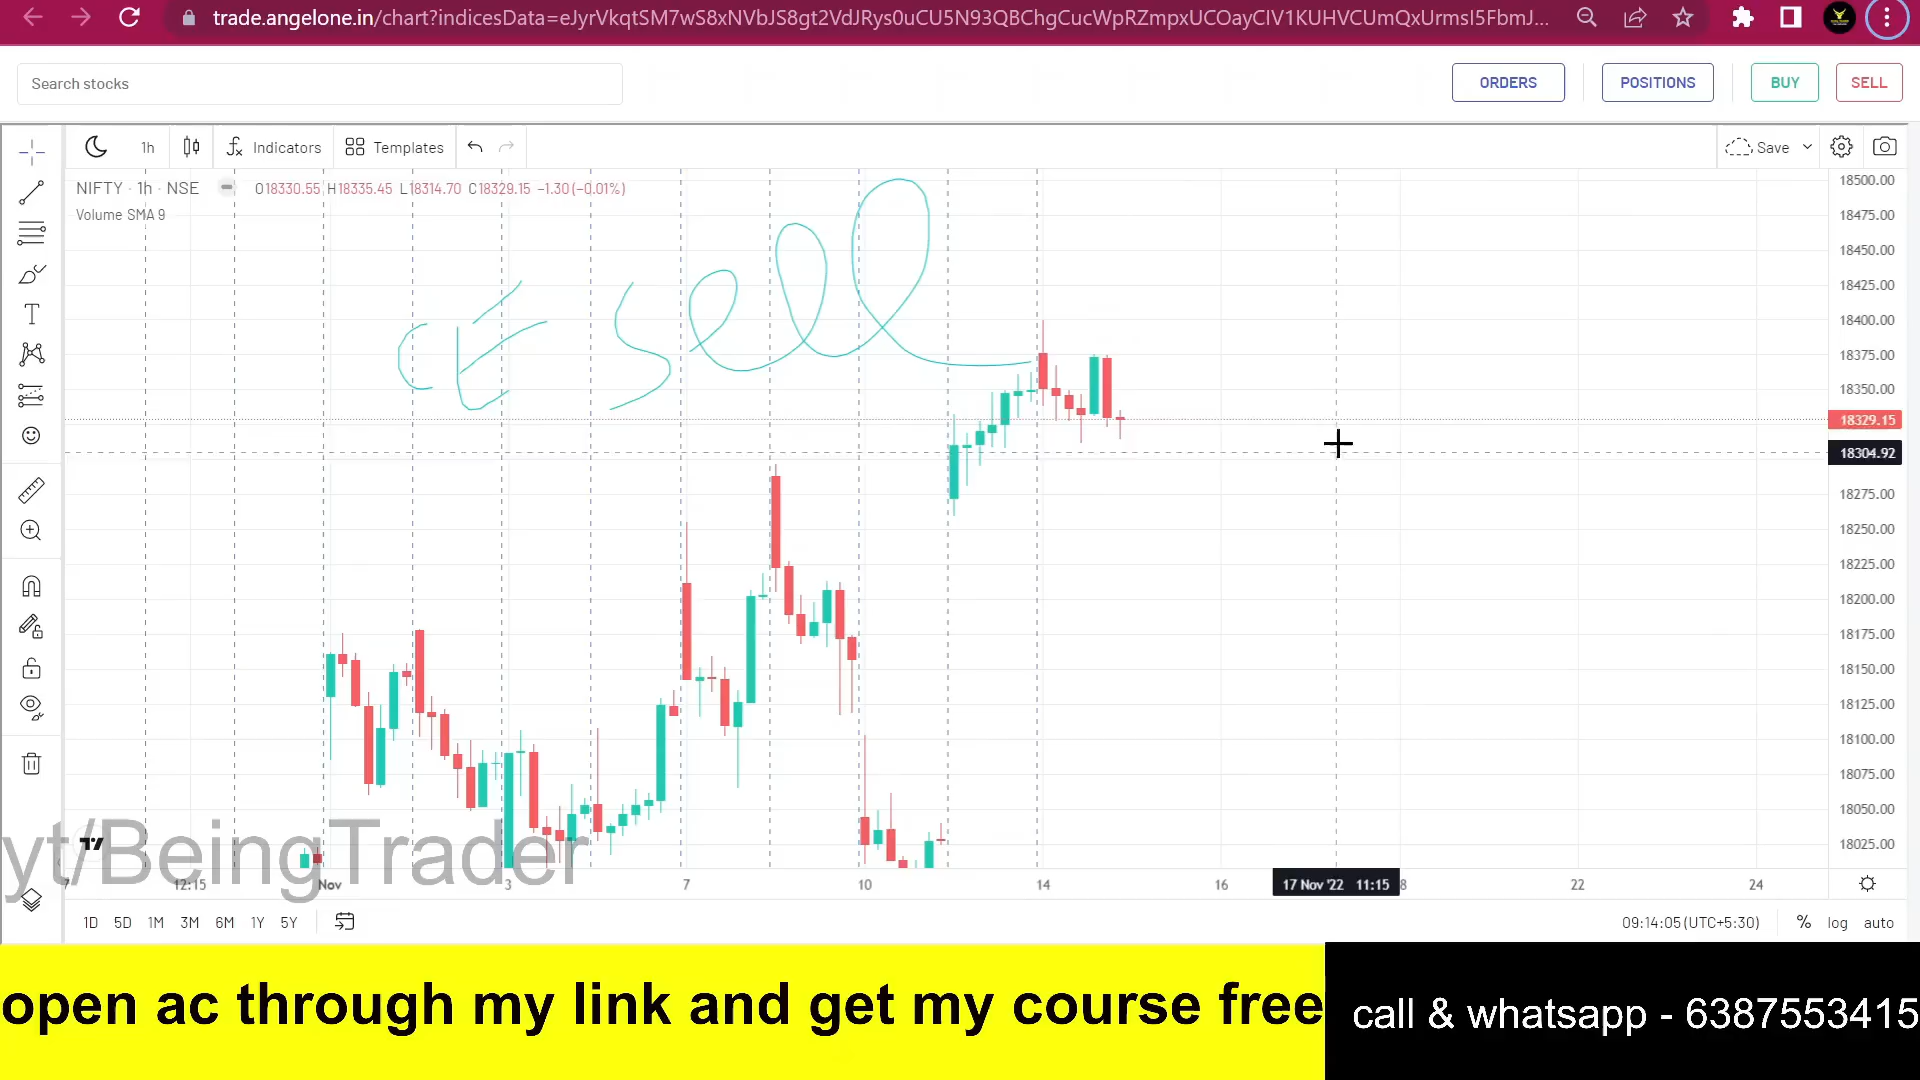 trade.angelone.in/chart?indicesData=eJyrVkqtSM7wS8xNVbJS8gt2VdJRys0uCU5N93QBChgCucWpRZmpxUCOayCIV1KUHVCUmQxUrmsI5FbmJ...
Search stocks
ORDERS
POSITIONS
BUY
SELL
1h
Indicators
Templates
Save
NIFTY · 1h · NSE
O18330.55 H18335.45 L18314.70 C18329.15 −1.30 (−0.01%)
Volume SMA 9
CE Sell
18500.00
18475.00
18450.00
18425.00
18400.00
18375.00
18350.00
18329.15
18304.92
18275.00
18250.00
18225.00
18200.00
18175.00
18150.00
18125.00
18100.00
18075.00
18050.00
18025.00
yt/BeingTrader
7
12:15
Nov
3
7
10
14
16
17 Nov '22 11:15
8
22
24
1D 5D 1M 3M 6M 1Y 5Y
09:14:05 (UTC+5:30)
%
log
auto
open ac through my link and get my course free
call & whatsapp - 6387553415